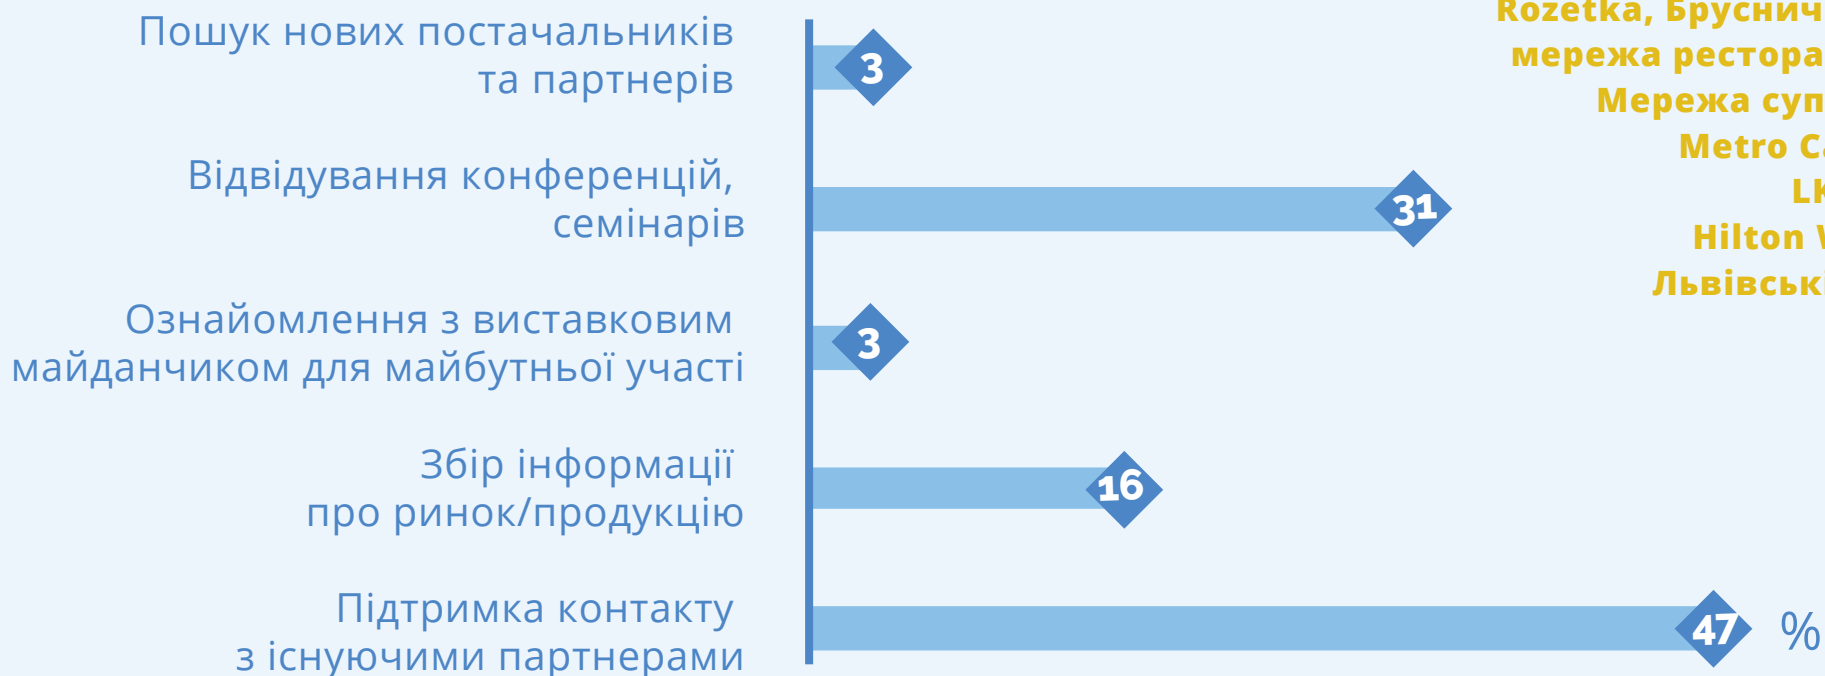 Пошук нових постачальників
та партнерів
3
Відвідування конференцій,
семінарів
31
Ознайомлення з виставковим
майданчиком для майбутньої участі
3
Збір інформації
про ринок/продукцію
16
Підтримка контакту
з існуючими партнерами
47 %
Rozetka,
мережа
Мережа
Metro
Hilton